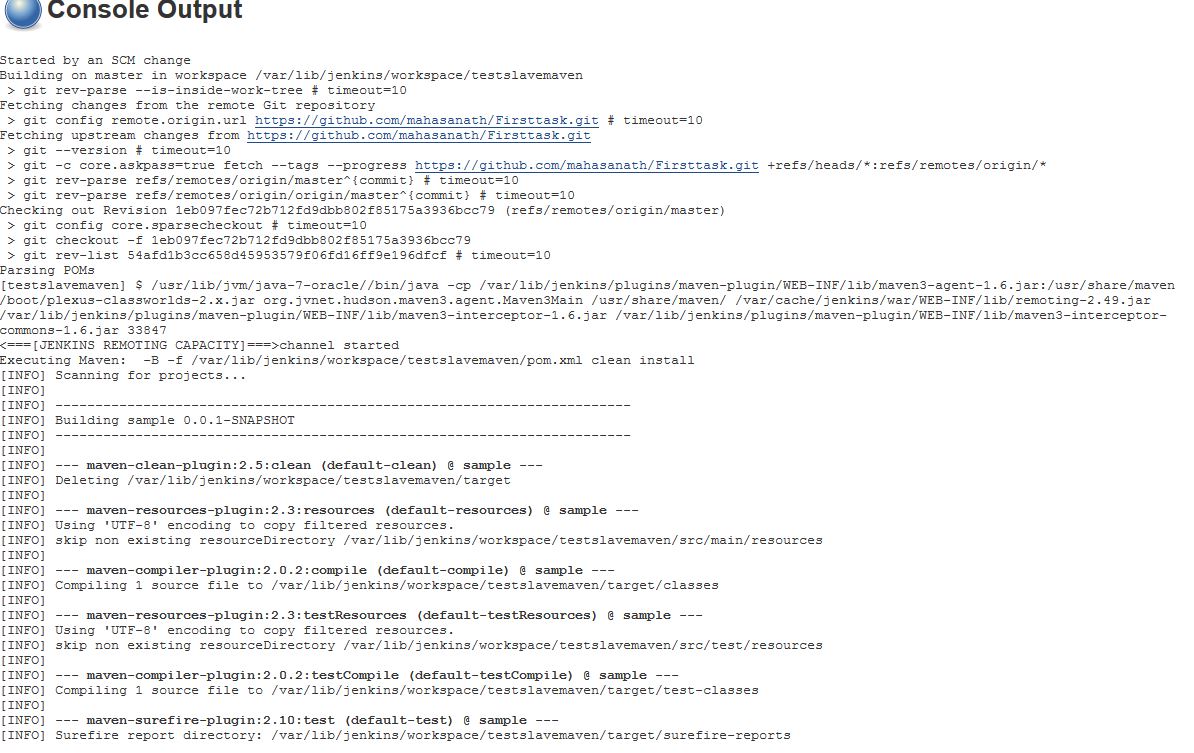 Console Output
Started by an SCM change
Building on master in workspace /var/lib/jenkins/workspace/testslavemaven
 > git rev-parse --is-inside-work-tree # timeout=10
Fetching changes from the remote Git repository
 > git config remote.origin.url https://github.com/mahasanath/Firsttask.git # timeout=10
Fetching upstream changes from https://github.com/mahasanath/Firsttask.git
 > git --version # timeout=10
 > git -c core.askpass=true fetch --tags --progress https://github.com/mahasanath/Firsttask.git +refs/heads/*:refs/remotes/origin/*
 > git rev-parse refs/remotes/origin/master^{commit} # timeout=10
 > git rev-parse refs/remotes/origin/origin/master^{commit} # timeout=10
Checking out Revision 1eb097fec72b712fd9dbb802f85175a3936bcc79 (refs/remotes/origin/master)
 > git config core.sparsecheckout # timeout=10
 > git checkout -f 1eb097fec72b712fd9dbb802f85175a3936bcc79
 > git rev-list 54afd1b3cc658d45953579f06fd16ff9e196dfcf # timeout=10
Parsing POMs
[testslavemaven] $ /usr/lib/jvm/java-7-oracle//bin/java -cp /var/lib/jenkins/plugins/maven-plugin/WEB-INF/lib/maven3-agent-1.6.jar:/usr/share/maven
/boot/plexus-classworlds-2.x.jar org.jvnet.hudson.maven3.agent.Maven3Main /usr/share/maven/ /var/cache/jenkins/war/WEB-INF/lib/remoting-2.49.jar
/var/lib/jenkins/plugins/maven-plugin/WEB-INF/lib/maven3-interceptor-1.6.jar /var/lib/jenkins/plugins/maven-plugin/WEB-INF/lib/maven3-interceptor-
commons-1.6.jar 33847
<===[JENKINS REMOTING CAPACITY]===>channel started
Executing Maven:  -B -f /var/lib/jenkins/workspace/testslavemaven/pom.xml clean install
[INFO] Scanning for projects...
[INFO]
[INFO] ------------------------------------------------------------------------
[INFO] Building sample 0.0.1-SNAPSHOT
[INFO] ------------------------------------------------------------------------
[INFO]
[INFO] --- maven-clean-plugin:2.5:clean (default-clean) @ sample ---
[INFO] Deleting /var/lib/jenkins/workspace/testslavemaven/target
[INFO]
[INFO] --- maven-resources-plugin:2.3:resources (default-resources) @ sample ---
[INFO] Using 'UTF-8' encoding to copy filtered resources.
[INFO] skip non existing resourceDirectory /var/lib/jenkins/workspace/testslavemaven/src/main/resources
[INFO]
[INFO] --- maven-compiler-plugin:2.0.2:compile (default-compile) @ sample ---
[INFO] Compiling 1 source file to /var/lib/jenkins/workspace/testslavemaven/target/classes
[INFO]
[INFO] --- maven-resources-plugin:2.3:testResources (default-testResources) @ sample ---
[INFO] Using 'UTF-8' encoding to copy filtered resources.
[INFO] skip non existing resourceDirectory /var/lib/jenkins/workspace/testslavemaven/src/test/resources
[INFO]
[INFO] --- maven-compiler-plugin:2.0.2:testCompile (default-testCompile) @ sample ---
[INFO] Compiling 1 source file to /var/lib/jenkins/workspace/testslavemaven/target/test-classes
[INFO]
[INFO] --- maven-surefire-plugin:2.10:test (default-test) @ sample ---
[INFO] Surefire report directory: /var/lib/jenkins/workspace/testslavemaven/target/surefire-reports